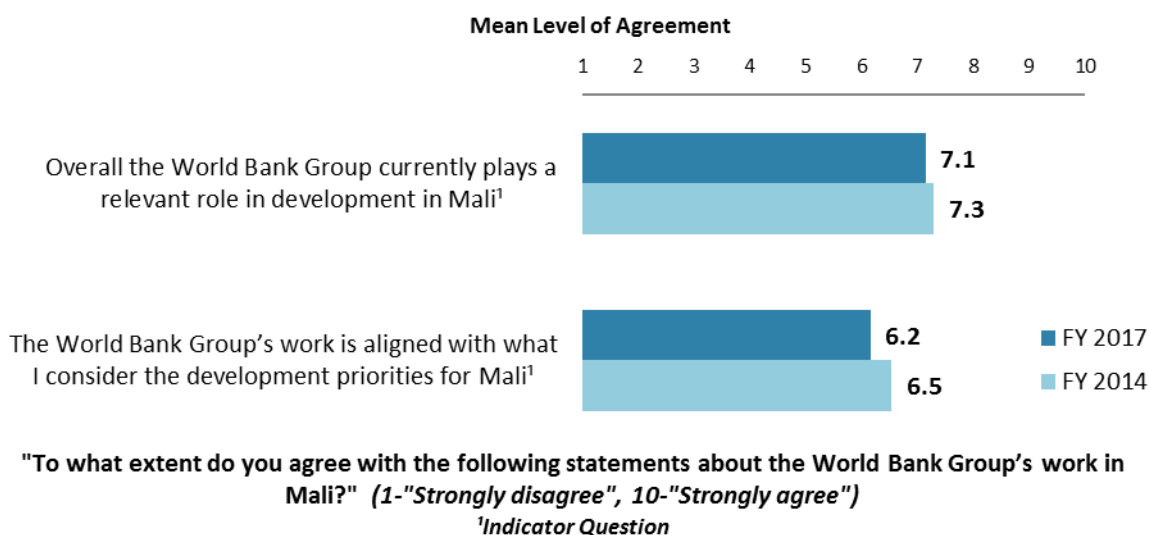 Mean Level of Agreement
1 2 3 4 5 6 7 8 9 10
Overall the World Bank Group currently plays a
relevant role in development in Mali¹
7.1
7.3
The World Bank Group’s work is aligned with what
I consider the development priorities for Mali¹
6.2
6.5
FY 2017
FY 2014
"To what extent do you agree with the following statements about the World Bank Group’s work in
Mali?" (1-"Strongly disagree", 10-"Strongly agree")
¹Indicator Question